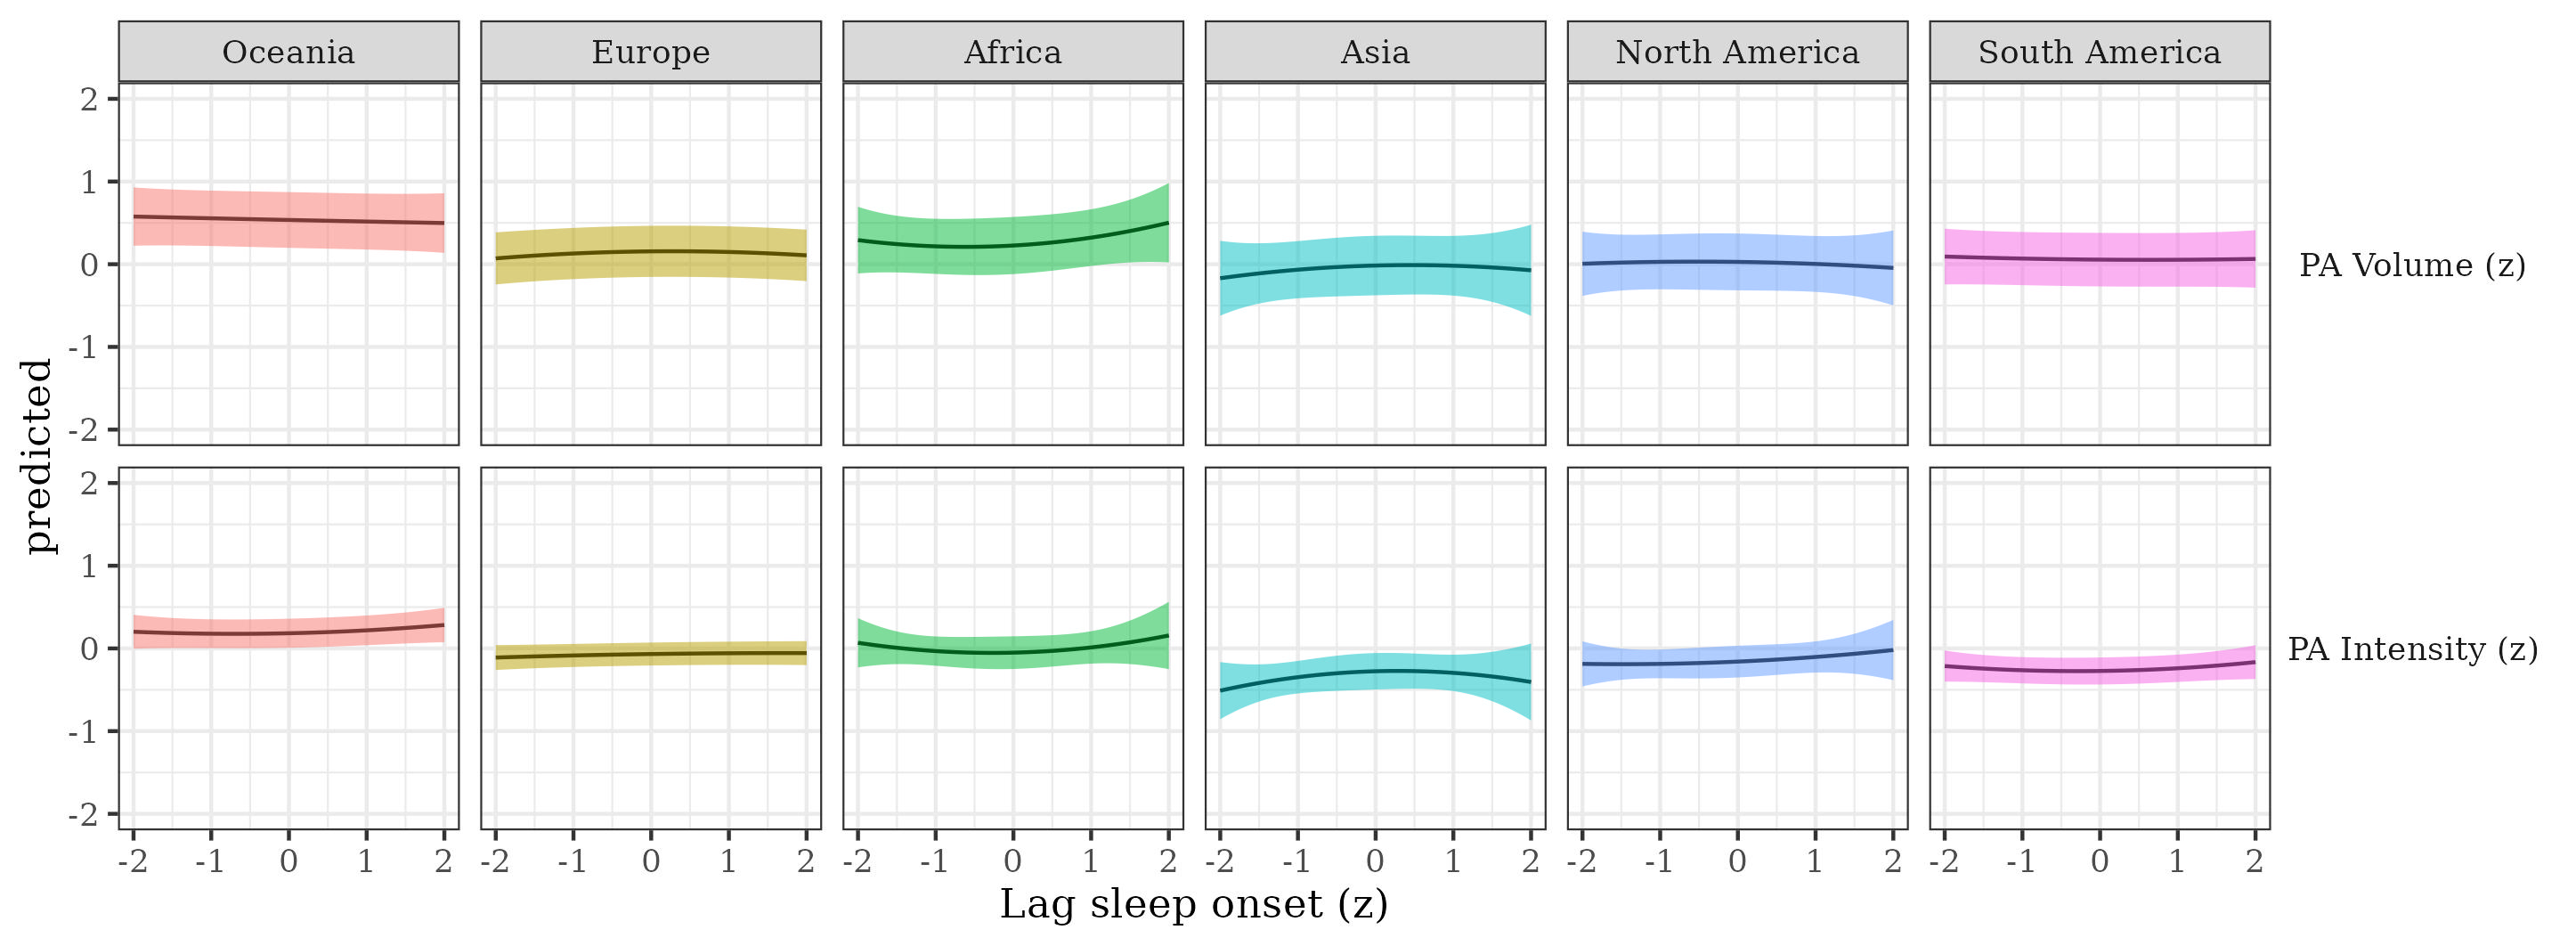 Oceania Europe Africa Asia North America South America
2
1
0
-1
-2
PA Volume (z)
predicted
2
1
0
-1
-2
PA Intensity (z)
-2 -1 0 1 2 -2 -1 0 1 2 -2 -1 0 1 2 -2 -1 0 1 2 -2 -1 0 1 2 -2 -1 0 1 2
Lag sleep onset (z)